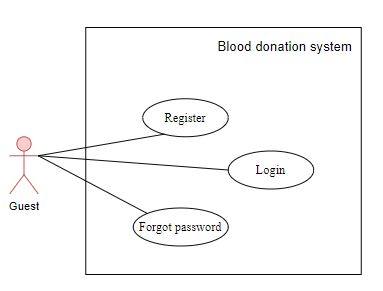 Blood donation system
Register
Login
Guest
Forgot password